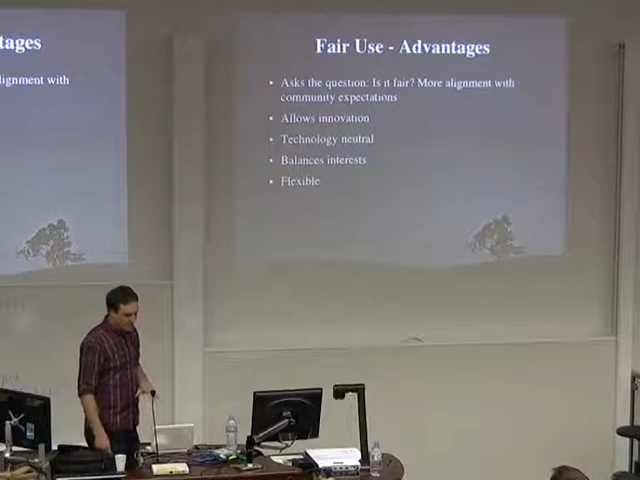 tages
lignment with
Fair Use - Advantages
• Asks the question: Is it fair? More alignment with
community expectations
• Allows innovation
• Technology neutral
• Balances interests
• Flexible